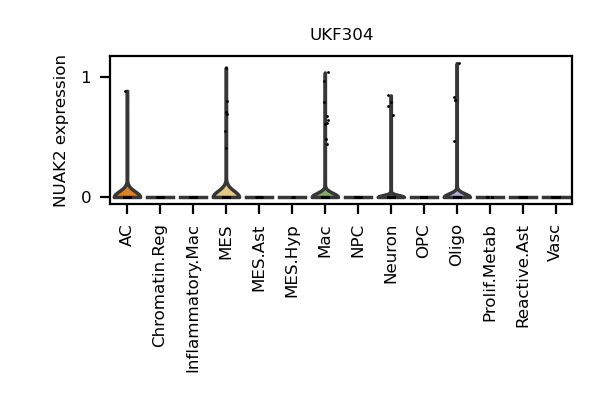 UKF304
NUAK2 expression
1
0
AC
Chromatin.Reg
Inflammatory.Mac
MES
MES.Ast
MES.Hyp
Mac
NPC
Neuron
OPC
Oligo
Prolif.Metab
Reactive.Ast
Vasc